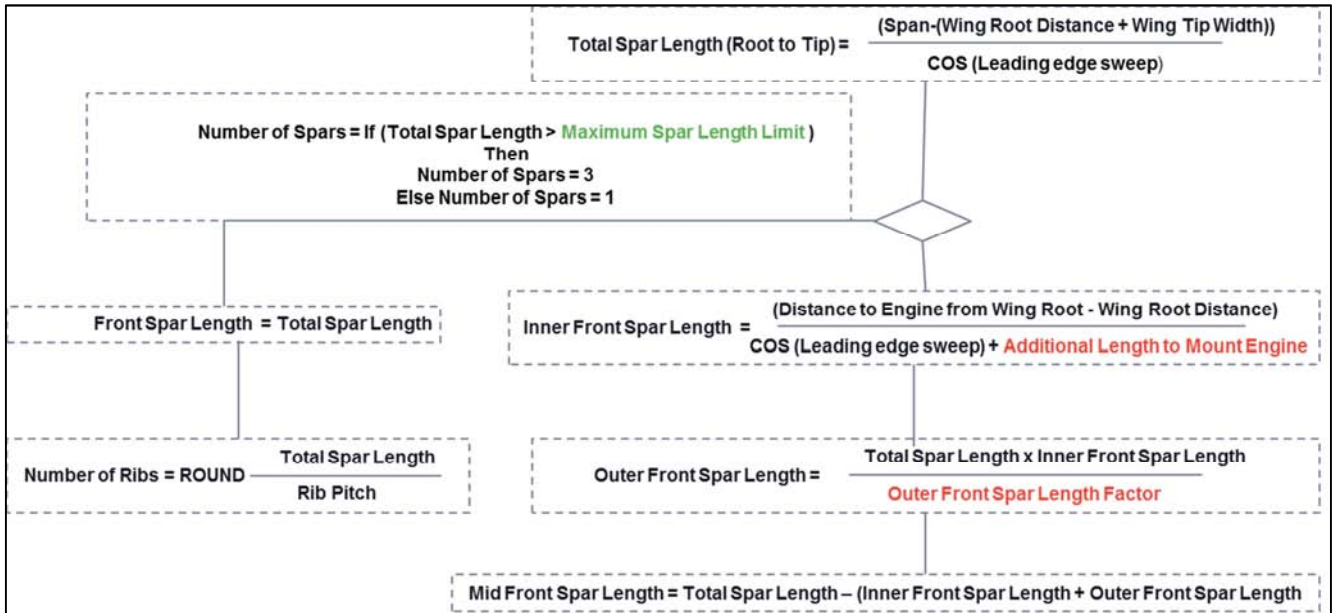 (Span-(Wing Root Distance + Wing Tip Width))
Total Spar Length (Root to Tip) =
COS (Leading edge sweep)
Number of Spars = If (Total Spar Length > Maximum Spar Length Limit )
Then
Number of Spars = 3
Else Number of Spars = 1
Front Spar Length = Total Spar Length
(Distance to Engine from Wing Root - Wing Root Distance)
Inner Front Spar Length =
COS (Leading edge sweep) + Additional Length to Mount Engine
Total Spar Length
Number of Ribs = ROUND
Rib Pitch
Total Spar Length x Inner Front Spar Length
Outer Front Spar Length =
Outer Front Spar Length Factor
Mid Front Spar Length = Total Spar Length – (Inner Front Spar Length + Outer Front Spar Length